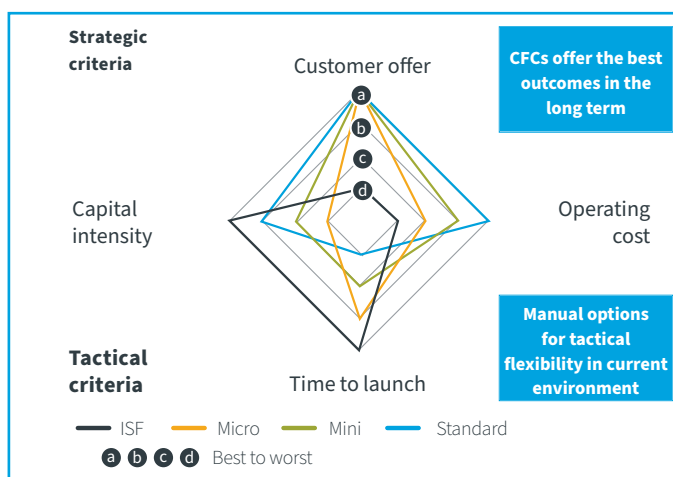 Strategic
criteria
Customer offer
CFCs offer the best
outcomes in the
long term
a
b
c
d
Capital
intensity
Operating
cost
Tactical
criteria
Time to launch
Manual options
for tactical
flexibility in current
environment
ISF Micro Mini Standard
a b c d Best to worst